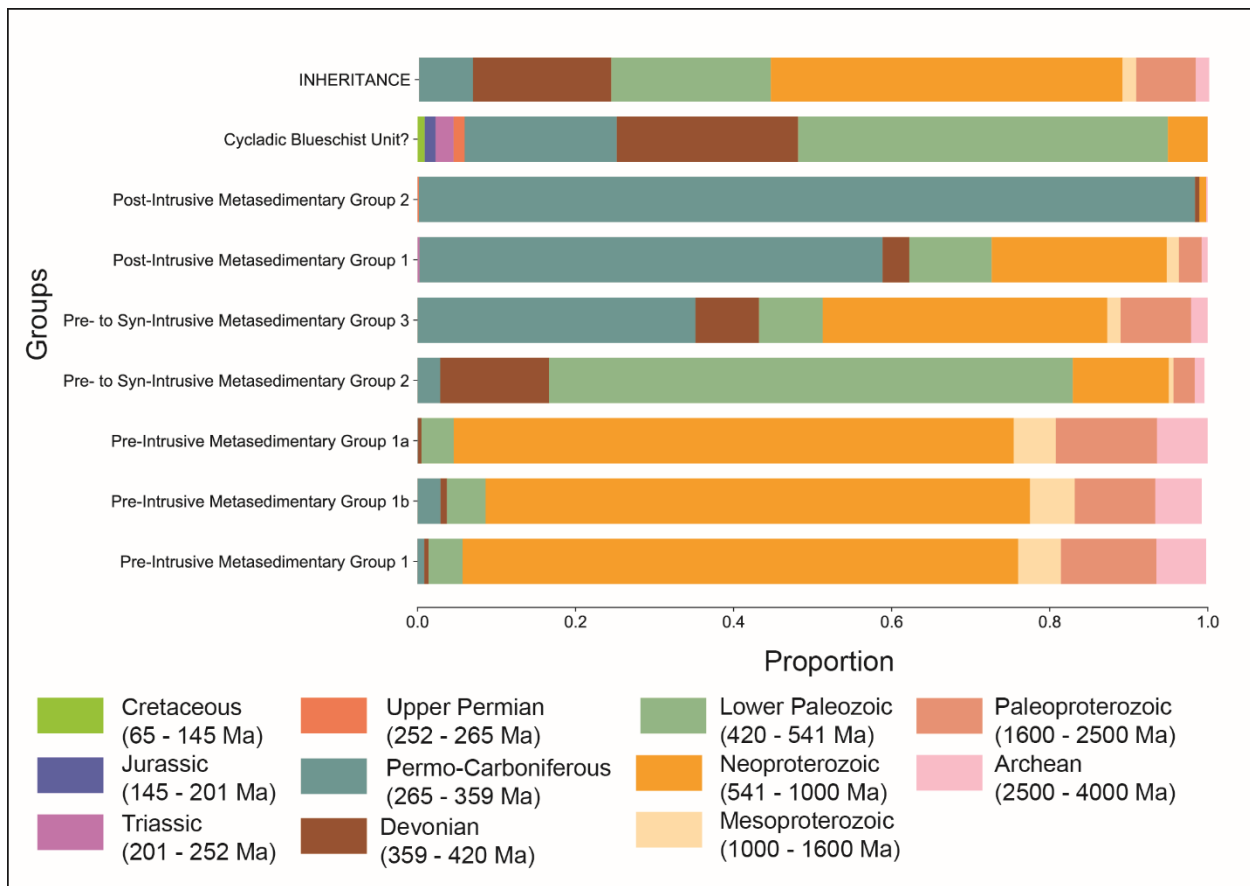 INHERITANCE
Cycladic Blueschist Unit?
Post-Intrusive Metasedimentary Group 2
Post-Intrusive Metasedimentary Group 1
Pre- to Syn-Intrusive Metasedimentary Group 3
Pre- to Syn-Intrusive Metasedimentary Group 2
Pre-Intrusive Metasedimentary Group 1a
Pre-Intrusive Metasedimentary Group 1b
Pre-Intrusive Metasedimentary Group 1
Groups
0.0 0.2 0.4 0.6 0.8 1.0
Proportion
Cretaceous
(65 - 145 Ma)
Jurassic
(145 - 201 Ma)
Triassic
(201 - 252 Ma)
Upper Permian
(252 - 265 Ma)
Permo-Carboniferous
(265 - 359 Ma)
Devonian
(359 - 420 Ma)
Lower Paleozoic
(420 - 541 Ma)
Neoproterozoic
(541 - 1000 Ma)
Mesoproterozoic
(1000 - 1600 Ma)
Paleoproterozoic
(1600 - 2500 Ma)
Archean
(2500 - 4000 Ma)